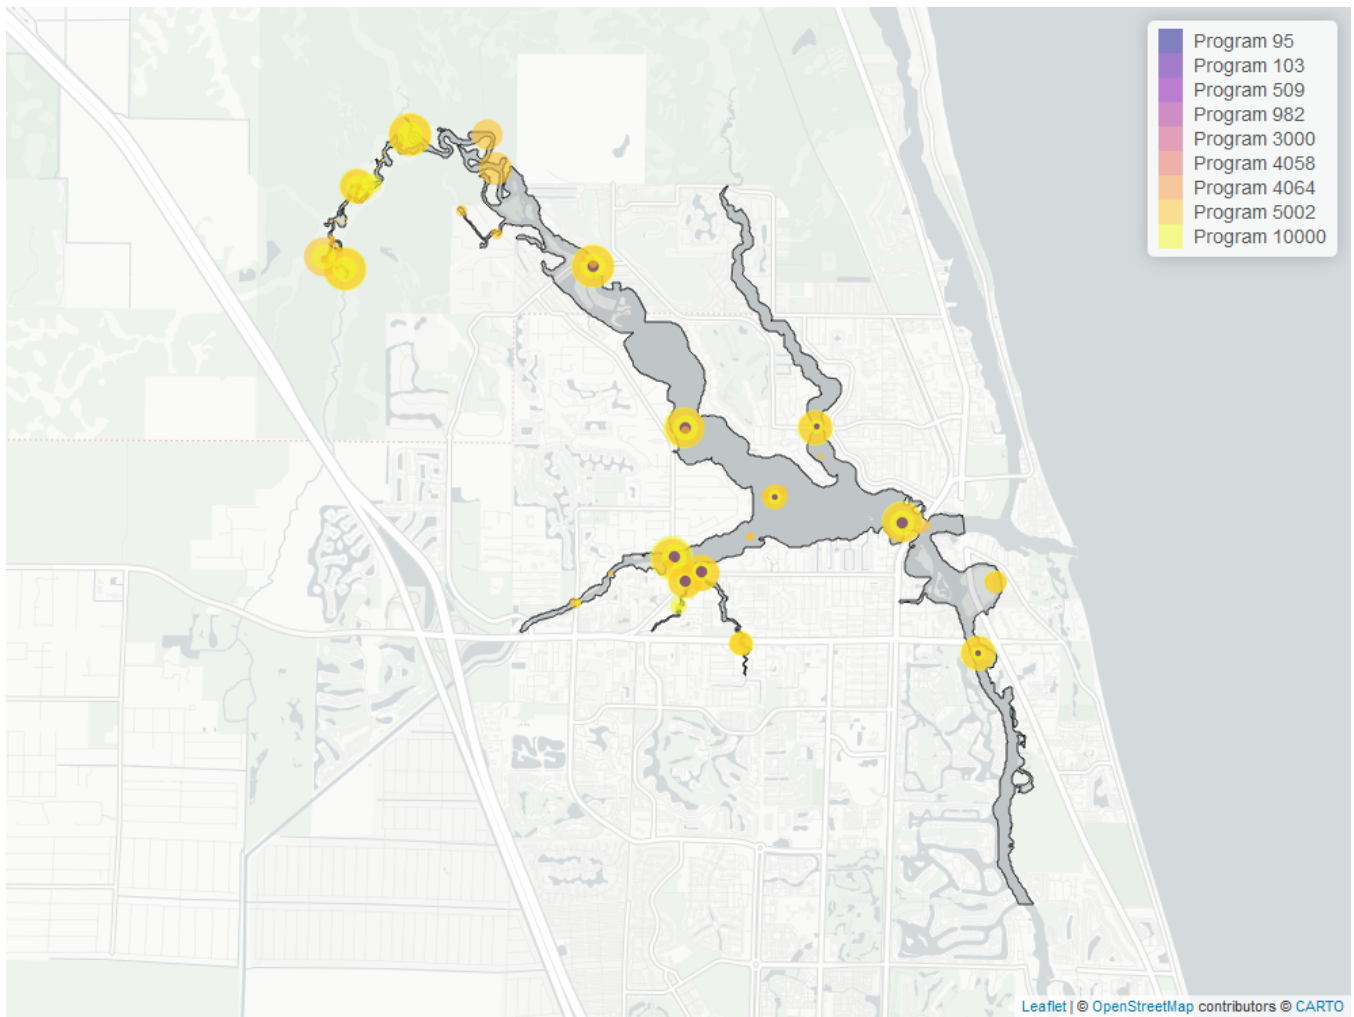 Program 95
Program 103
Program 509
Program 982
Program 3000
Program 4058
Program 4064
Program 5002
Program 10000
Leaflet | © OpenStreetMap contributors © CARTO